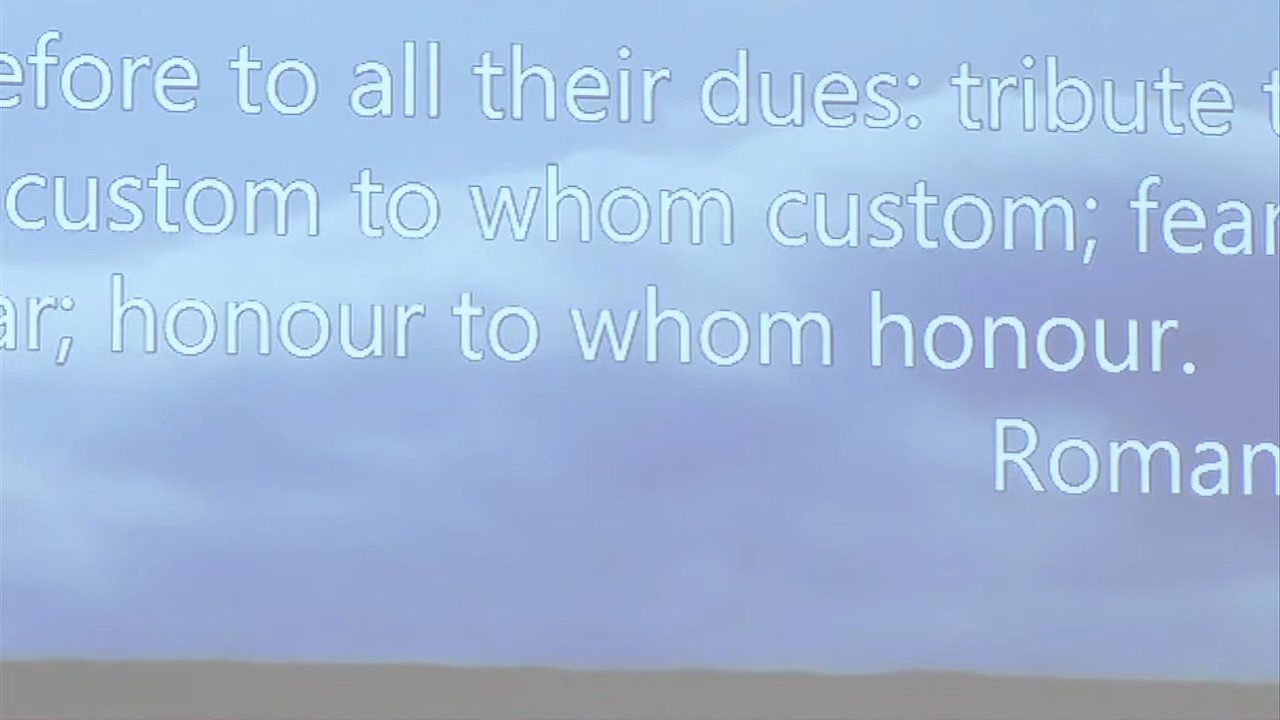 efore to all their dues: tribute t
custom to whom custom; fear
ar; honour to whom honour.
Roman